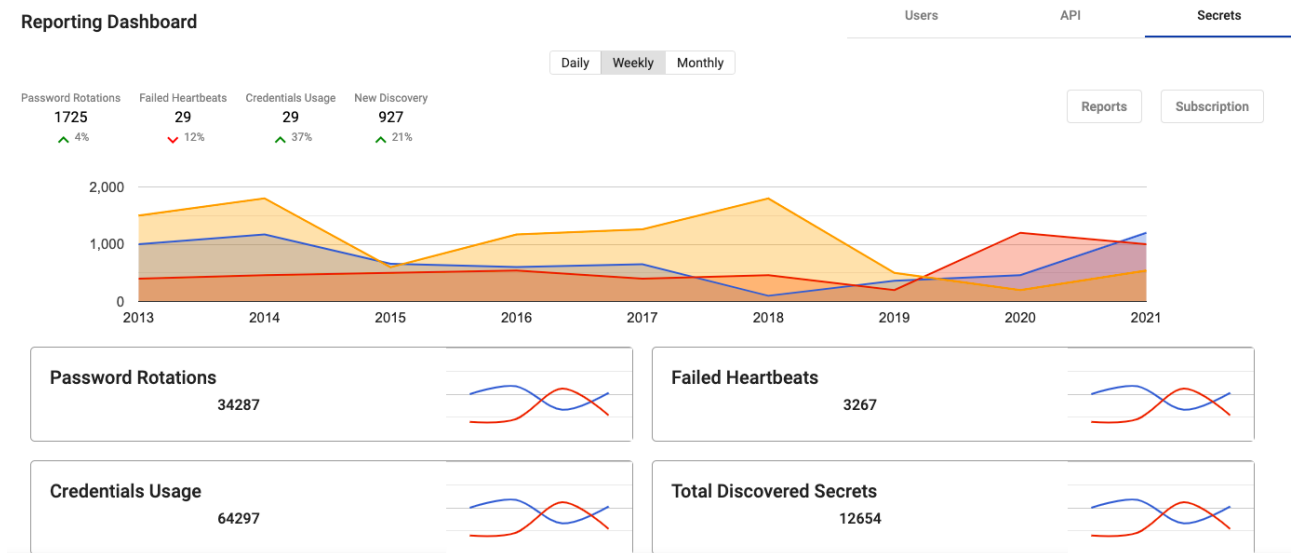 Reporting Dashboard
Users API Secrets
Daily Weekly Monthly
Password Rotations Failed Heartbeats Credentials Usage New Discovery
1725 29 29 927
4% 12% 37% 21%
Reports Subscription
2,000
1,000
0
2013 2014 2015 2016 2017 2018 2019 2020 2021
Password Rotations
34287
Failed Heartbeats
3267
Credentials Usage
64297
Total Discovered Secrets
12654